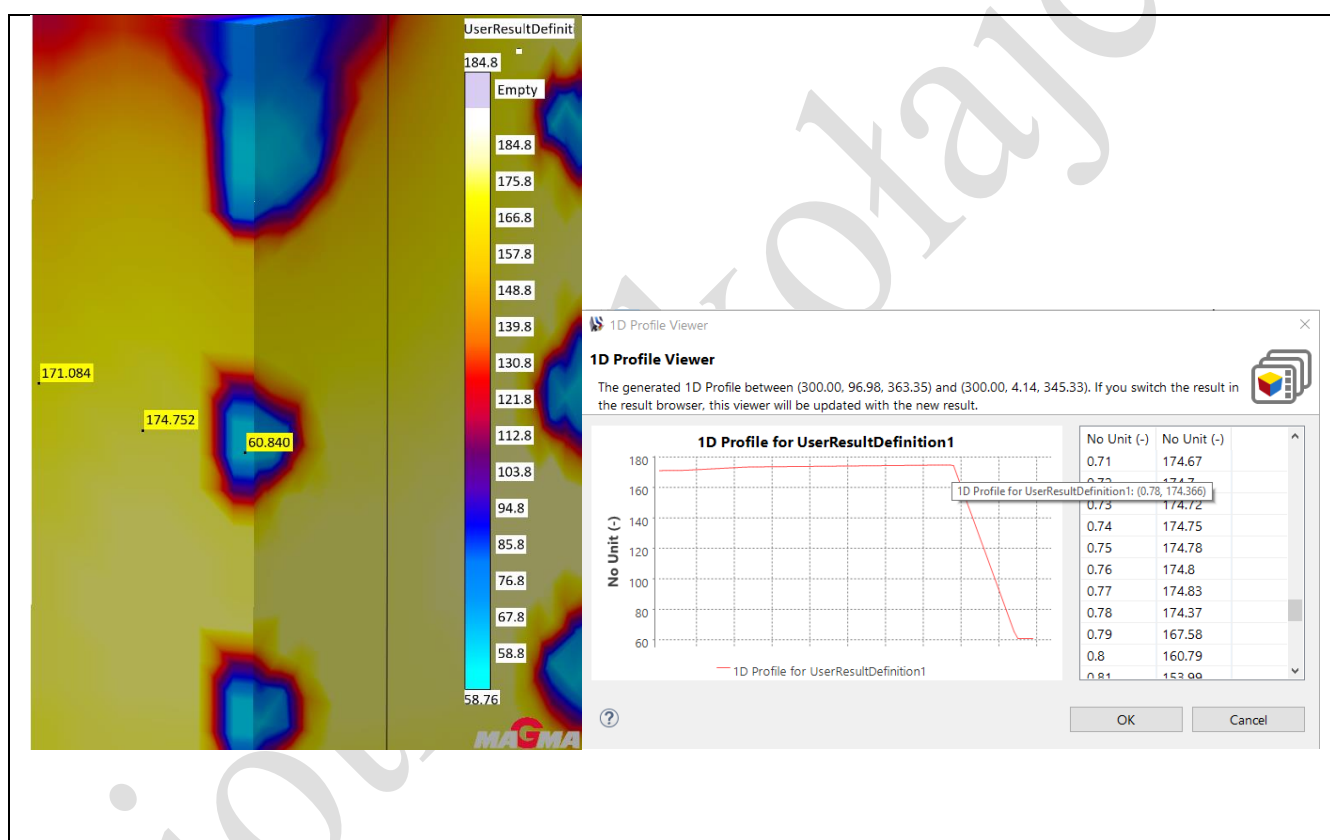 UserResultDefinit
184.8
Empty
184.8
175.8
166.8
157.8
148.8
139.8
130.8
121.8
112.8
103.8
94.8
85.8
76.8
67.8
58.8
58.76
171.084
174.752
60.840
MAGMA
1D Profile Viewer
1D Profile Viewer
The generated 1D Profile between (300.00, 96.98, 363.35) and (300.00, 4.14, 345.33). If you switch the result in
the result browser, this viewer will be updated with the new result.
1D Profile for UserResultDefinition1
No Unit (-)
180
160
140
120
100
80
60
1D Profile for UserResultDefinition1: (0.78, 174.366)
1D Profile for UserResultDefinition1
No Unit (-) No Unit (-)
0.71 174.67
0.72 174.7
0.73 174.72
0.74 174.75
0.75 174.78
0.76 174.8
0.77 174.83
0.78 174.37
0.79 167.58
0.8 160.79
0.81 153.99
?
OK
Cancel